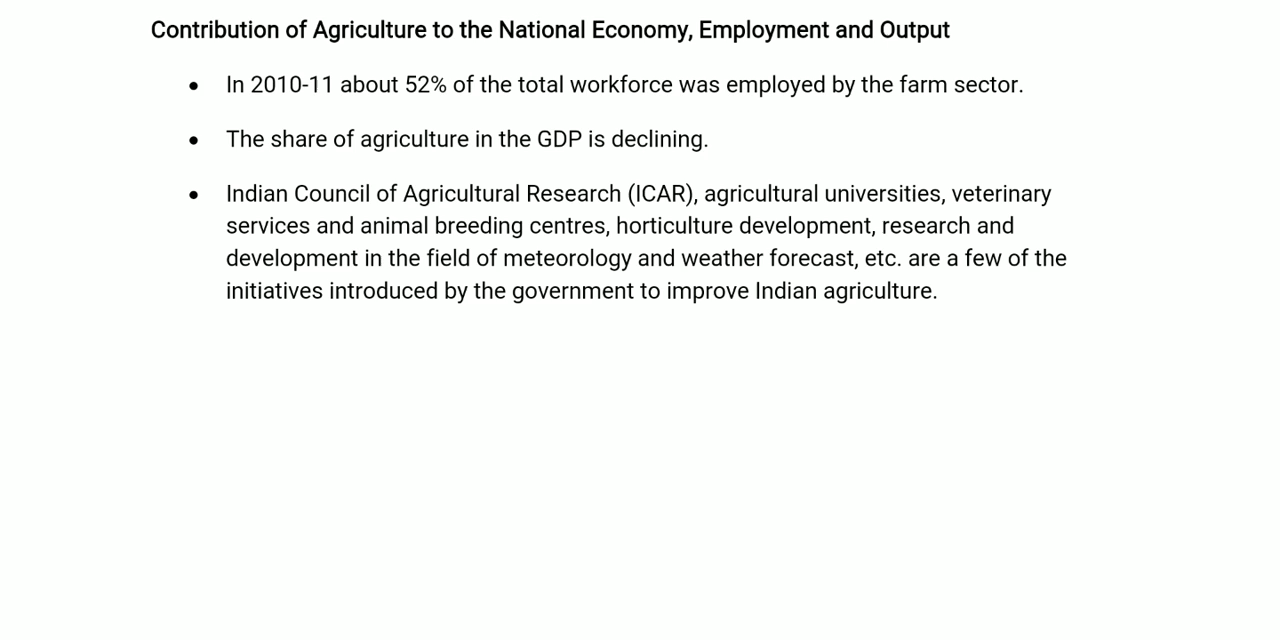 Contribution of Agriculture to the National Economy, Employment and Output
• In 2010-11 about 52% of the total workforce was employed by the farm sector.
• The share of agriculture in the GDP is declining.
• Indian Council of Agricultural Research (ICAR), agricultural universities, veterinary
services and animal breeding centres, horticulture development, research and
development in the field of meteorology and weather forecast, etc. are a few of the
initiatives introduced by the government to improve Indian agriculture.